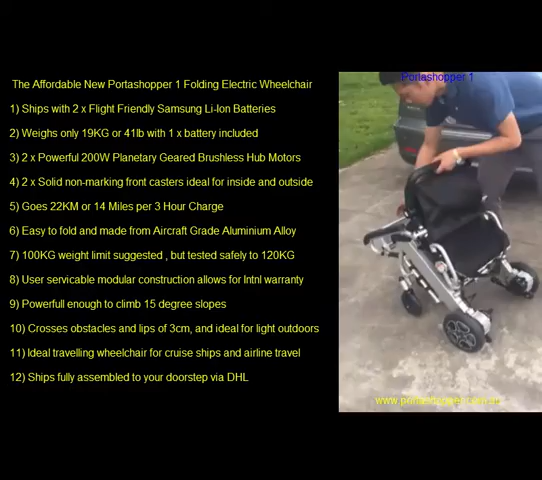 The Affordable New Portashopper 1 Folding Electric Wheelchair
1) Ships with 2 x Flight Friendly Samsung Li-Ion Batteries
2) Weighs only 19KG or 41lb with 1 x battery included
3) 2 x Powerful 200W Planetary Geared Brushless Hub Motors
4) 2 x Solid non-marking front casters ideal for inside and outside
5) Goes 22KM or 14 Miles per 3 Hour Charge
6) Easy to fold and made from Aircraft Grade Aluminium Alloy
7) 100KG weight limit suggested , but tested safely to 120KG
8) User servicable modular construction allows for Intnl warranty
9) Powerfull enough to climb 15 degree slopes
10) Crosses obstacles and lips of 3cm, and ideal for light outdoors
11) Ideal travelling wheelchair for cruise ships and airline travel
12) Ships fully assembled to your doorstep via DHL
Portashopper 1